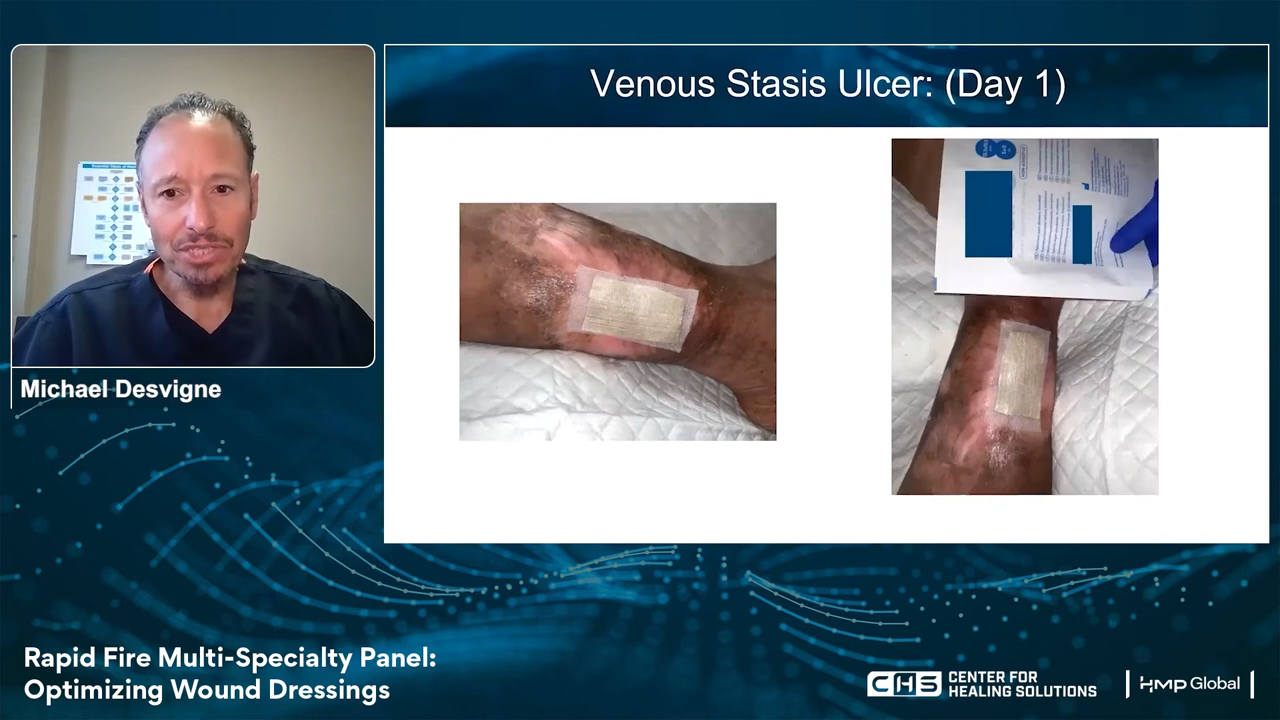 Venous Stasis Ulcer: (Day 1)
Michael Desvigne
Rapid Fire Multi-Specialty Panel:
Optimizing Wound Dressings
CHS CENTER FOR
HEALING SOLUTIONS
HMP Global